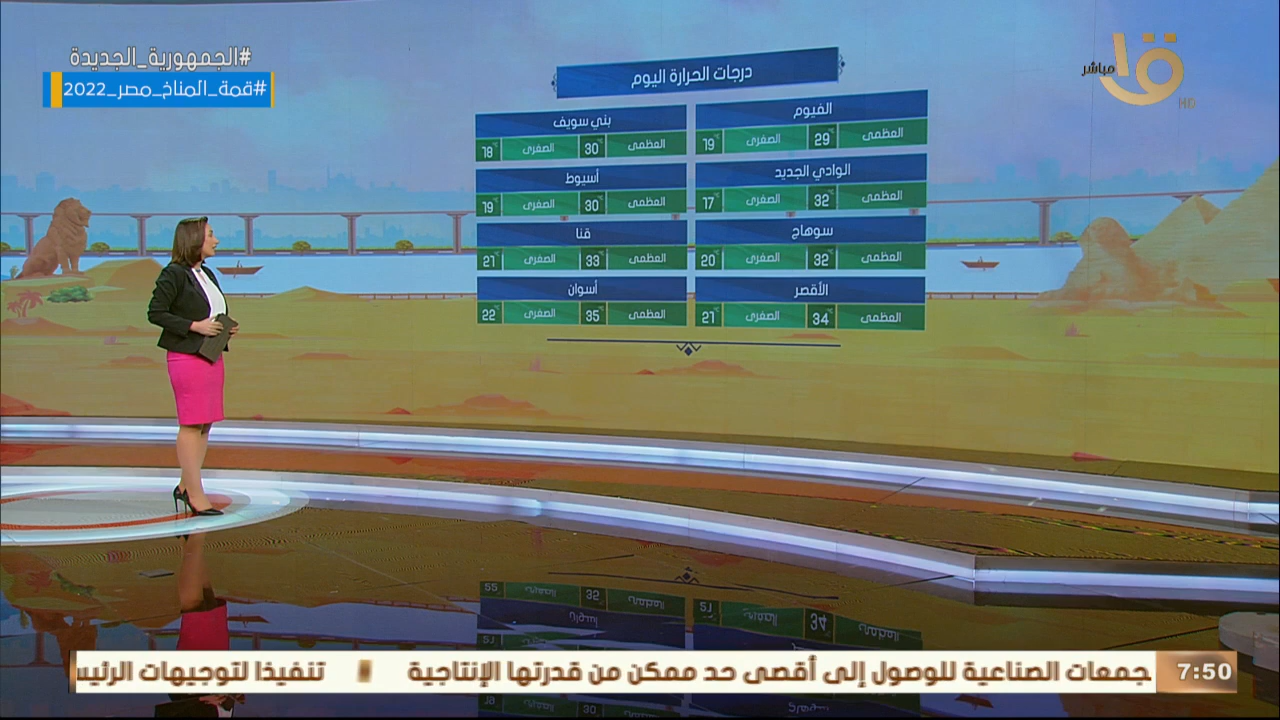 #الجمهورية_الجديدة
#قمة_المناخ_مصر_2022
مباشر
HD
درجات الحرارة اليوم
الفيوم
العظمى 29°C الصغرى 19°C
بني سويف
العظمى 30°C الصغرى 18°C
الوادي الجديد
العظمى 32°C الصغرى 17°C
أسيوط
العظمى 30°C الصغرى 19°C
سوهاج
العظمى 32°C الصغرى 20°C
قنا
العظمى 33°C الصغرى 21°C
الأقصر
العظمى 34°C الصغرى 21°C
أسوان
العظمى 35°C الصغرى 22°C
جمعات الصناعية للوصول إلى أقصى حد ممكن من قدرتها الإنتاجية تنفيذا لتوجيهات الرئيس
7:50